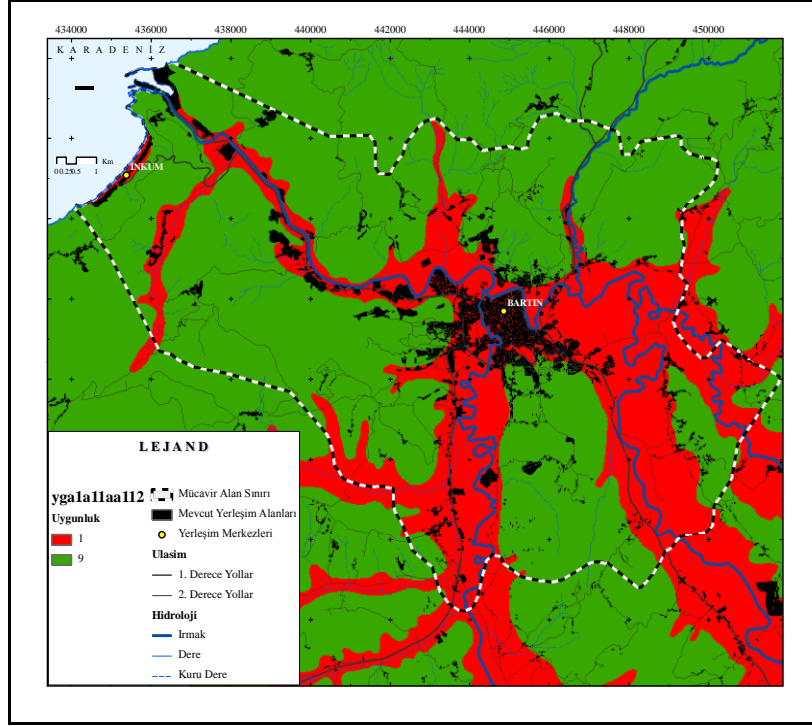 434000 436000 438000 440000 442000 444000 446000 448000 450000
K A R A D E N İ Z
Km
0 0.25 0.5 1
İNKUM
BARTIN
LEJAND
yga1a11aa112
Uygunluk
1
9
Mücavir Alan Sınırı
Mevcut Yerleşim Alanları
Yerleşim Merkezleri
Ulasim
1. Derece Yollar
2. Derece Yollar
Hidroloji
Irmak
Dere
Kuru Dere